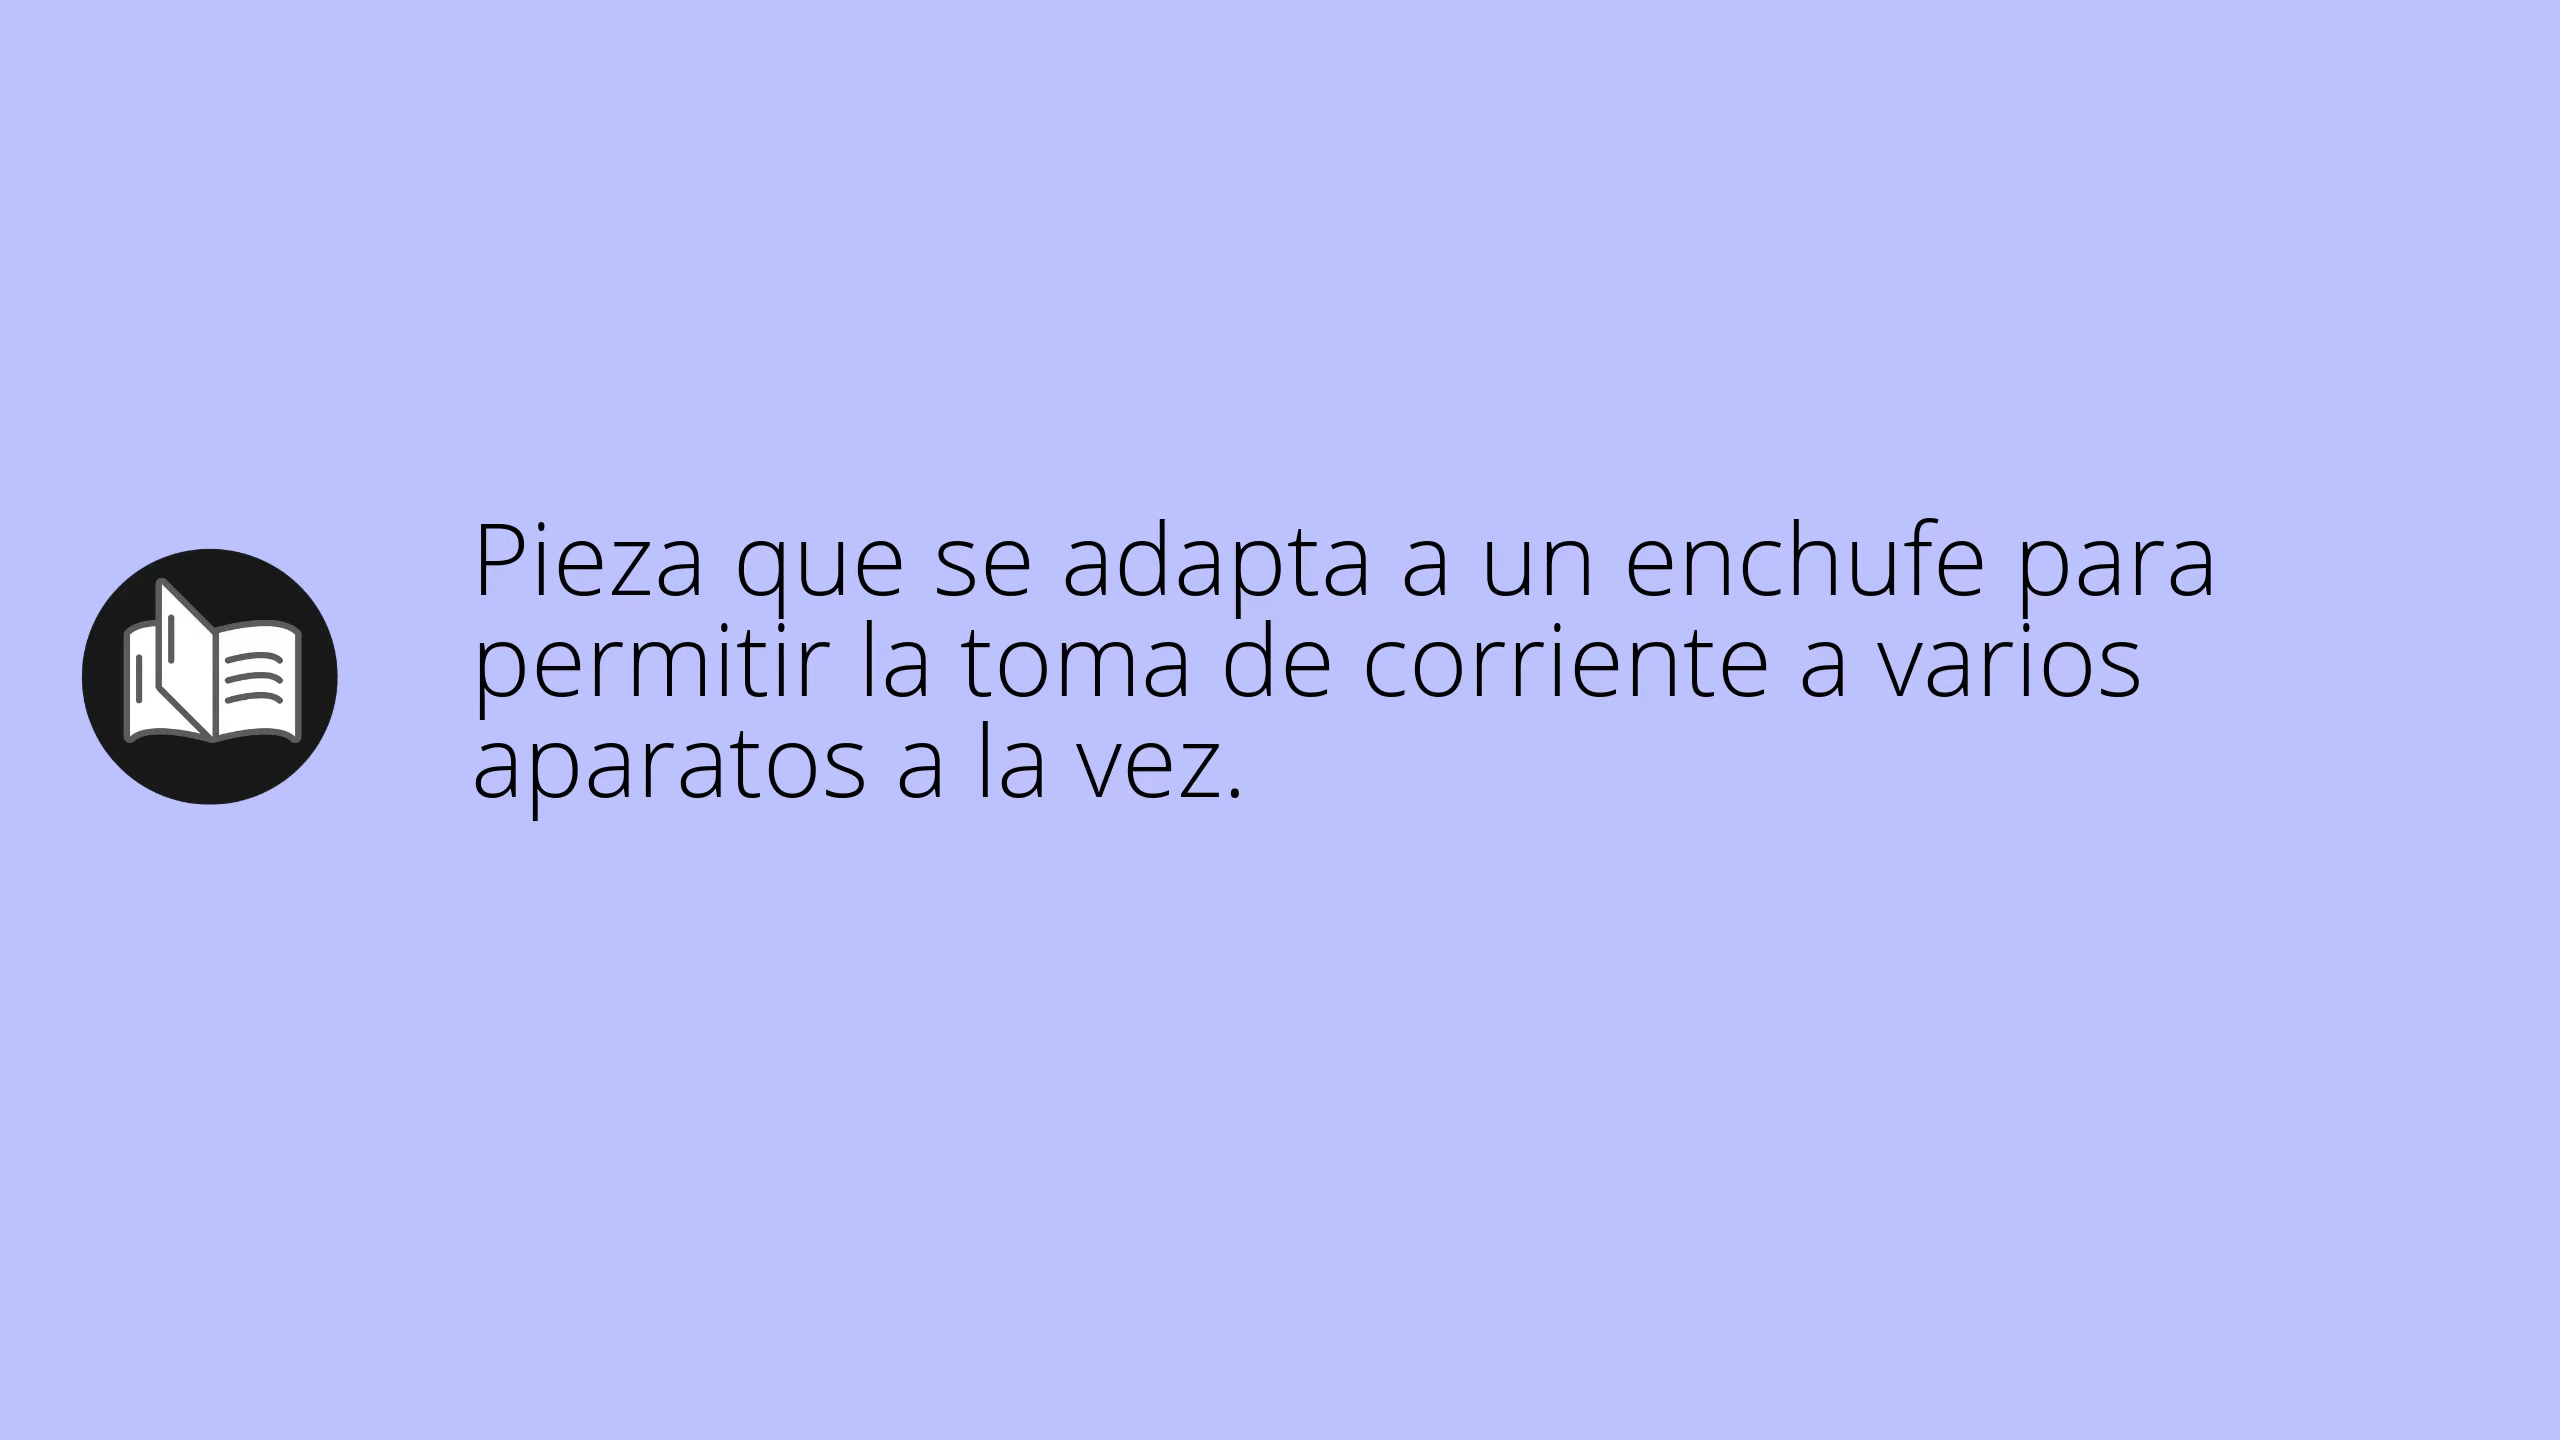 Pieza que se adapta a un enchufe para
permitir la toma de corriente a varios
aparatos a la vez.